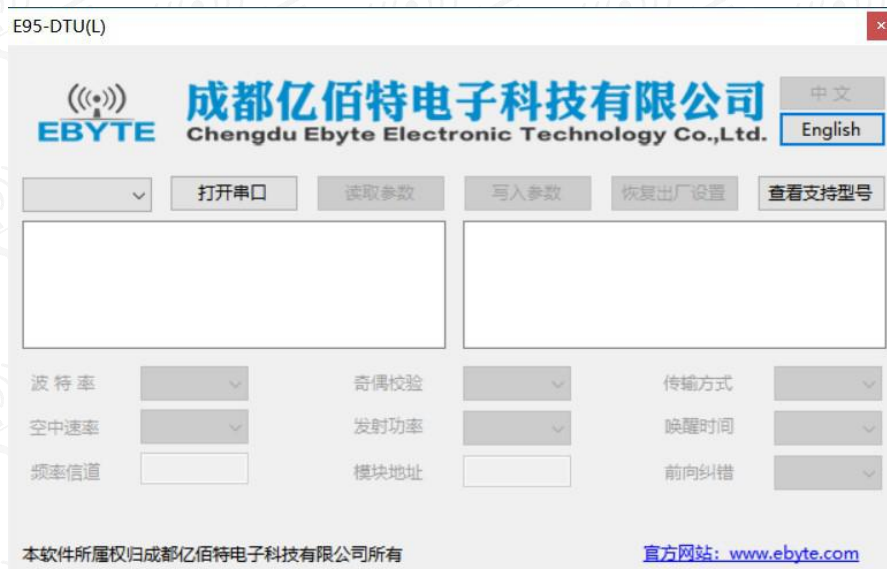 E95-DTU(L)
EBYTE
成都亿佰特电子科技有限公司
Chengdu Ebyte Electronic Technology Co.,Ltd.
中文
English
打开串口
读取参数
写入参数
恢复出厂设置
查看支持型号
波特率
奇偶校验
传输方式
空中速率
发射功率
唤醒时间
频率信道
模块地址
前向纠错
本软件所属权归成都亿佰特电子科技有限公司所有
官方网站：www.ebyte.com